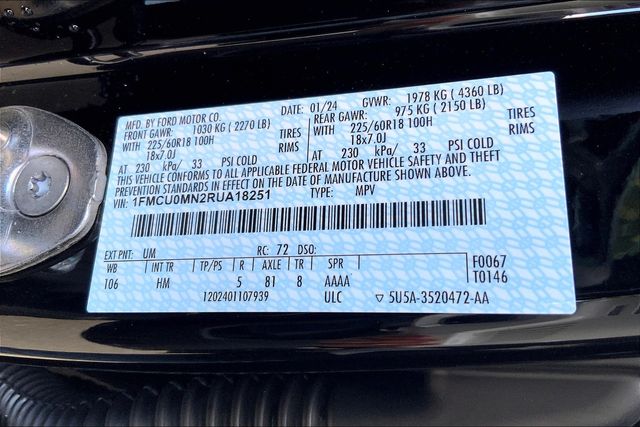 MFD. BY FORD MOTOR CO. DATE: 01/24 GVWR: 1978 KG ( 4360 LB)
FRONT GAWR: 1030 KG ( 2270 LB) REAR GAWR: 975 KG ( 2150 LB)
WITH 225/60R18 100H TIRES WITH 225/60R18 100H TIRES
18x7.0J RIMS 18x7.0J RIMS
AT 230 kPa/ 33 PSI COLD AT 230 kPa/ 33 PSI COLD
THIS VEHICLE CONFORMS TO ALL APPLICABLE FEDERAL MOTOR VEHICLE SAFETY AND THEFT
PREVENTION STANDARDS IN EFFECT ON THE DATE OF MANUFACTURE SHOWN ABOVE.
VIN: 1FMCU0MN2RUA18251 TYPE: MPV
EXT PNT: UM RC: 72 DSO:
WB INT TR TP/PS R AXLE TR SPR F0067
106 HM 5 81 8 AAAA T0146
1202401107939 ULC ▽ 5U5A-3520472-AA